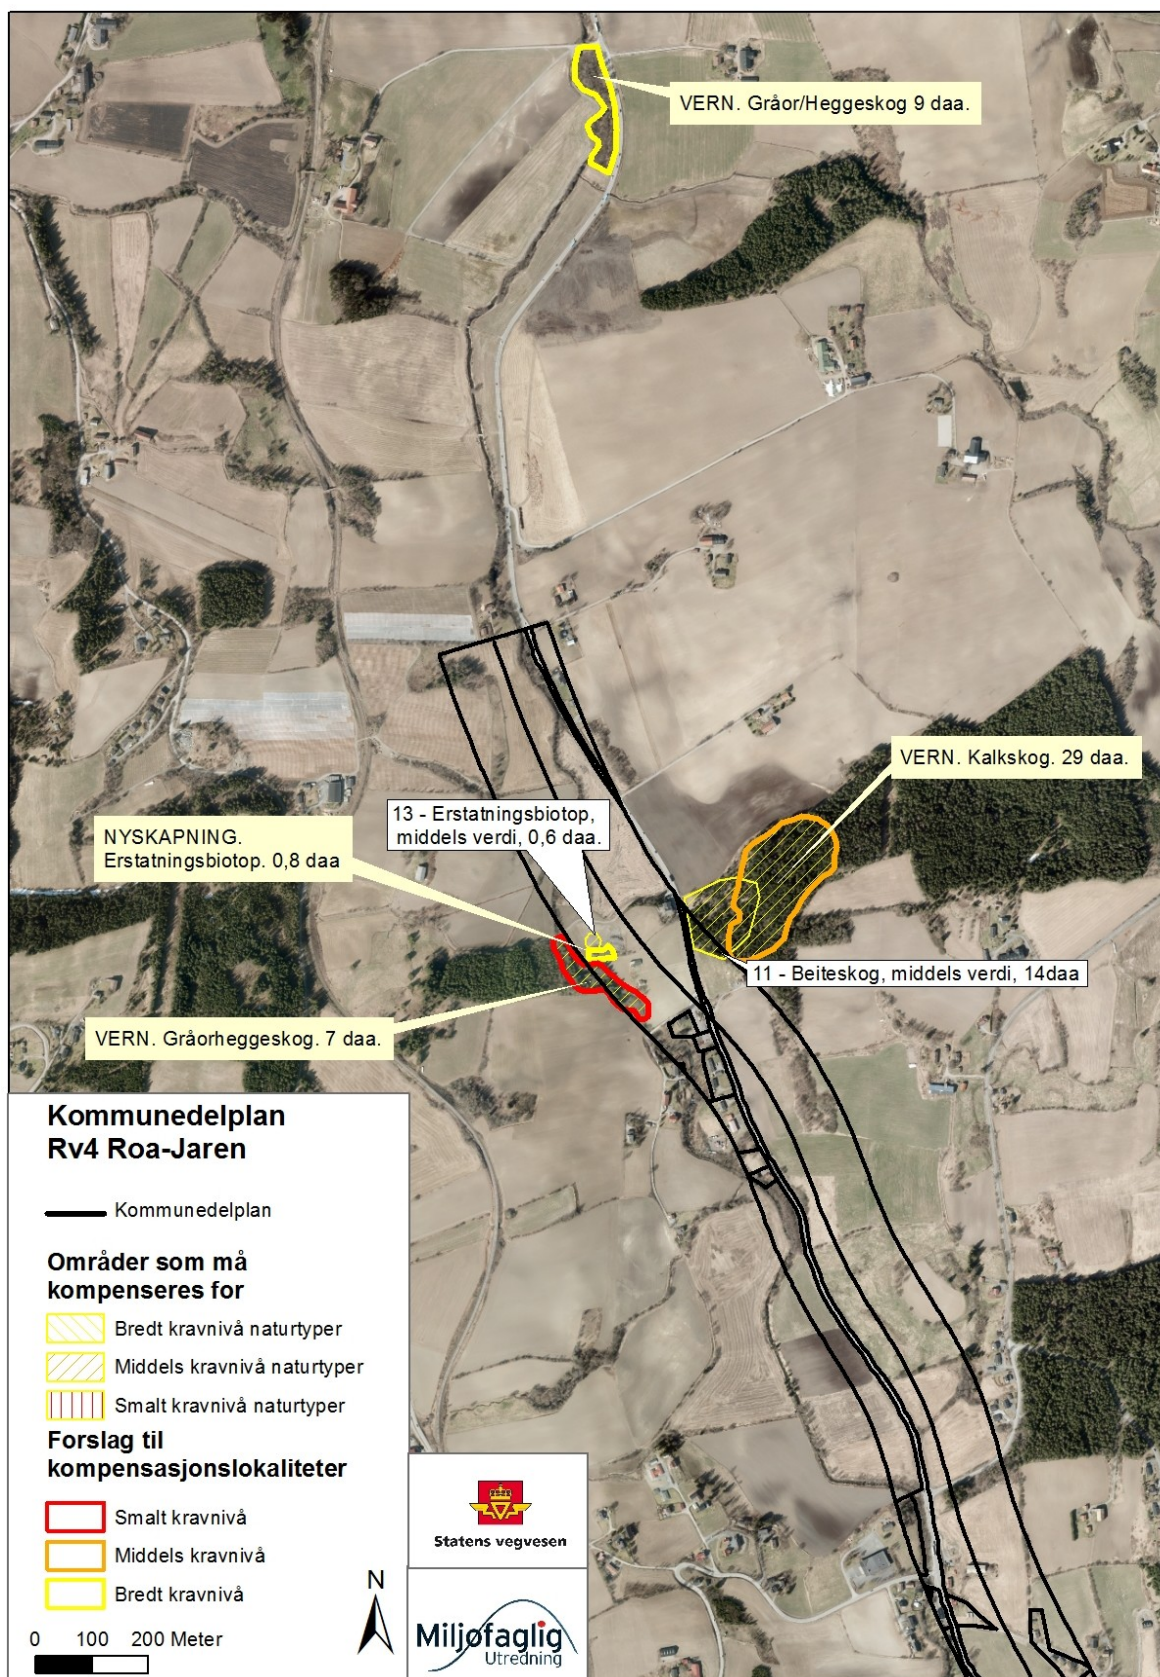 VERN. Gråor/Heggeskog 9 daa.
VERN. Kalkskog. 29 daa.
13 - Erstatningsbiotop,
middels verdi, 0,6 daa.
NYSKAPNING.
Erstatningsbiotop. 0,8 daa
11 - Beiteskog, middels verdi, 14daa
VERN. Gråorheggeskog. 7 daa.
Kommunedelplan
Rv4 Roa-Jaren
Kommunedelplan
Områder som må
kompenseres for
Bredt kravnivå naturtyper
Middels kravnivå naturtyper
Smalt kravnivå naturtyper
Forslag til
kompensasjonslokaliteter
Smalt kravnivå
Middels kravnivå
Bredt kravnivå
0 100 200 Meter
N
Statens vegvesen
Miljøfaglig
Utredning